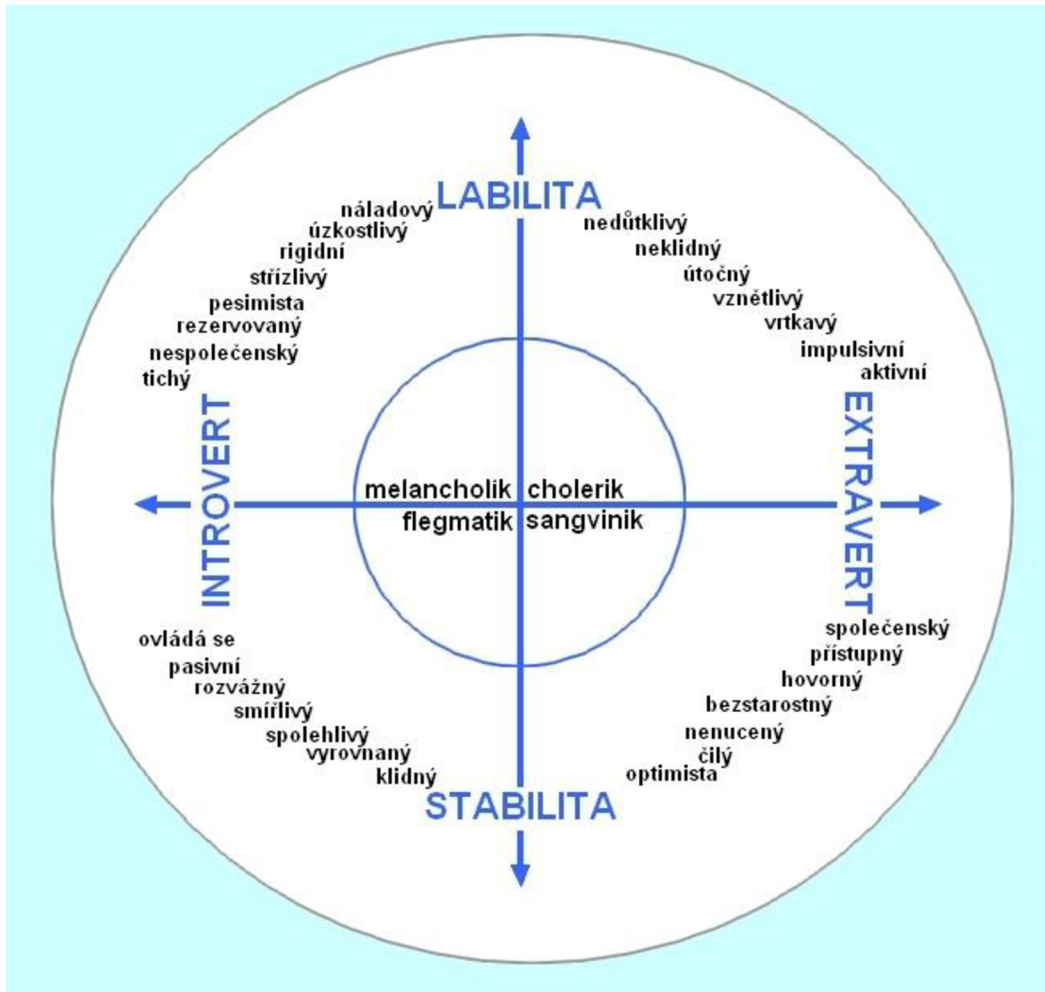 LABILITA
náladový
úzkostlivý
rigidní
střízlivý
pesimista
rezervovaný
nespolečenský
tichý
nedůtklivý
neklidný
útočný
vznětlivý
vrtkavý
impulsivní
aktivní
INTROVERT
EXTRAVERT
melancholik cholerik
flegmatik sangvinik
ovládá se
pasivní
rozvážný
smířlivý
spolehlivý
vyrovnaný
klidný
společenský
přístupný
hovorný
bezstarostný
nenucený
čilý
optimista
STABILITA